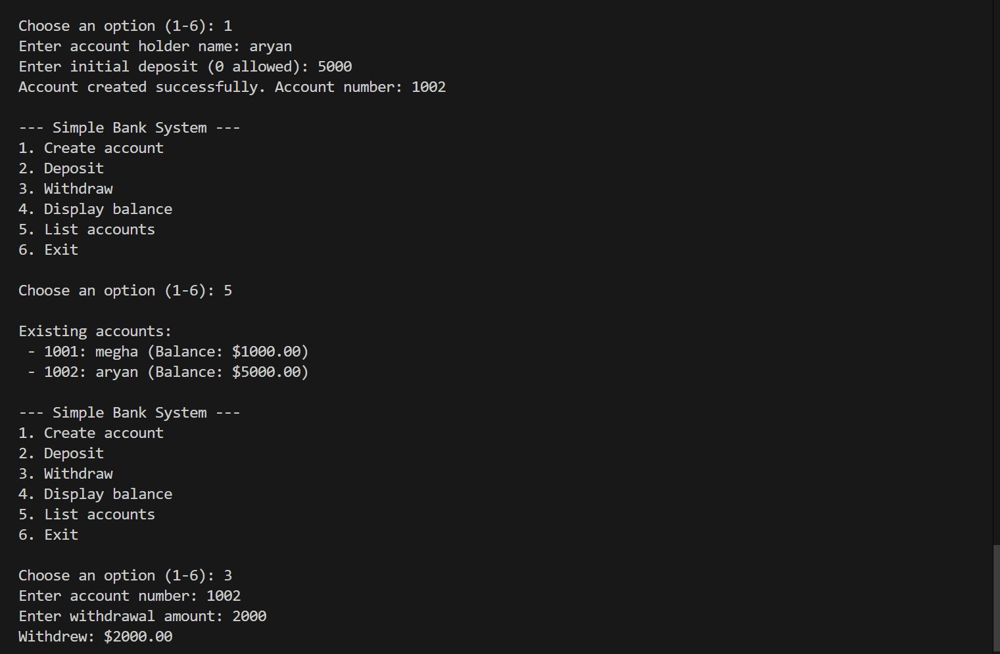 Choose an option (1-6): 1
Enter account holder name: aryan
Enter initial deposit (0 allowed): 5000
Account created successfully. Account number: 1002

--- Simple Bank System ---
1. Create account
2. Deposit
3. Withdraw
4. Display balance
5. List accounts
6. Exit

Choose an option (1-6): 5

Existing accounts:
 - 1001: megha (Balance: $1000.00)
 - 1002: aryan (Balance: $5000.00)

--- Simple Bank System ---
1. Create account
2. Deposit
3. Withdraw
4. Display balance
5. List accounts
6. Exit

Choose an option (1-6): 3
Enter account number: 1002
Enter withdrawal amount: 2000
Withdrew: $2000.00